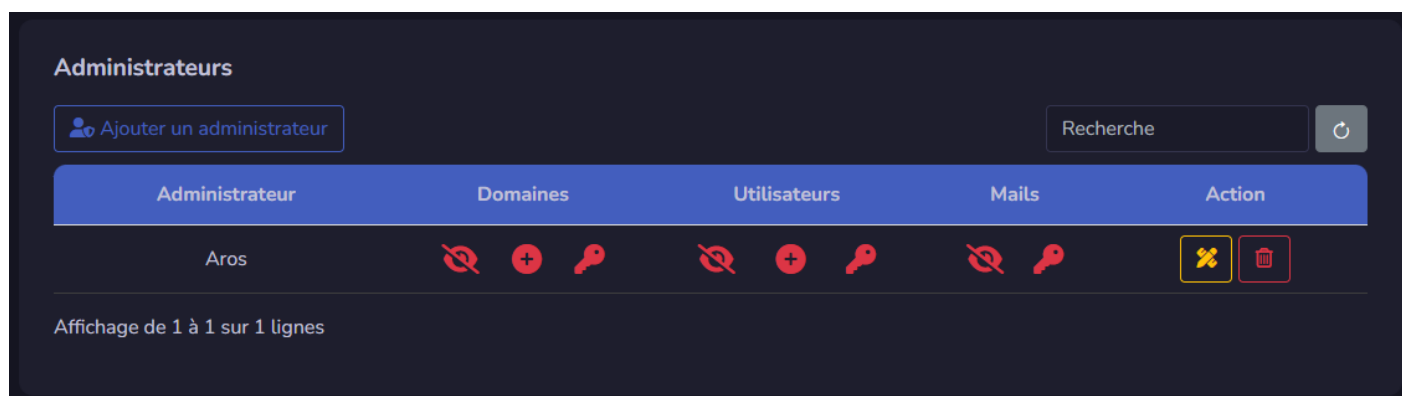 Administrateurs
Ajouter un administrateur
Recherche
Administrateur Domaines Utilisateurs Mails Action
Aros
Affichage de 1 à 1 sur 1 lignes